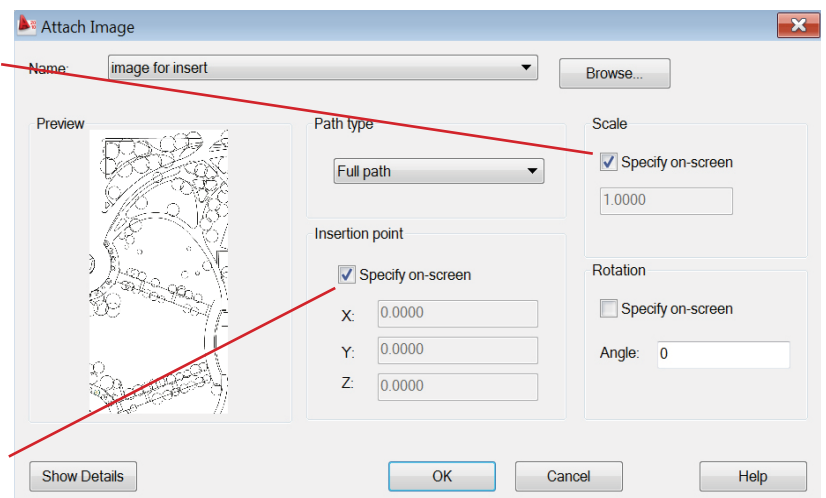 Attach Image
Name:
image for insert
Browse...
Preview
Path type
Full path
Insertion point
Specify on-screen
X: 0.0000
Y: 0.0000
Z: 0.0000
Scale
Specify on-screen
1.0000
Rotation
Specify on-screen
Angle: 0
Show Details
OK
Cancel
Help